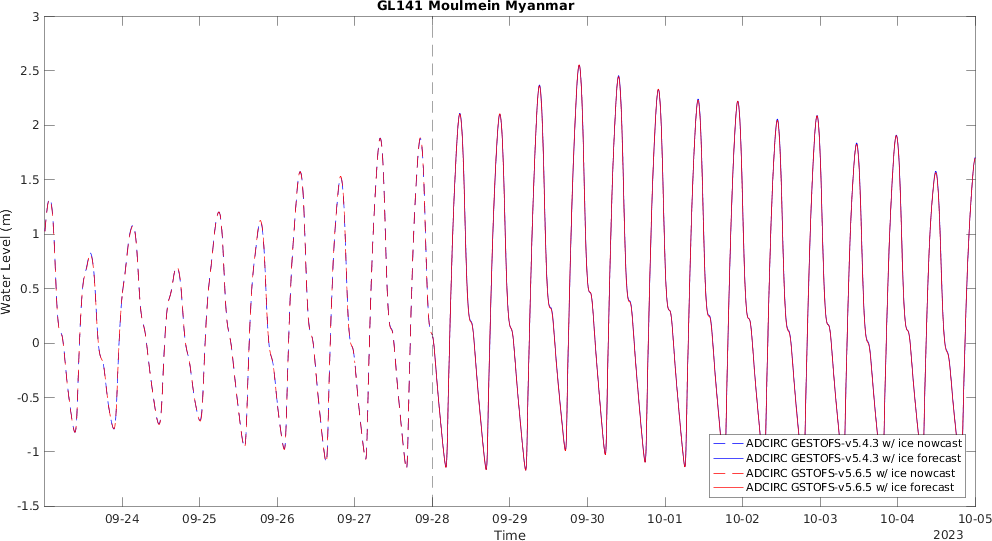 GL141 Moulmein Myanmar
3
2.5
2
1.5
1
0.5
0
-0.5
-1
-1.5
Water Level (m)
ADCIRC GESTOFS-v5.4.3 w/ ice nowcast
ADCIRC GESTOFS-v5.4.3 w/ ice forecast
ADCIRC GSTOFS-v5.6.5 w/ ice nowcast
ADCIRC GSTOFS-v5.6.5 w/ ice forecast
09-24 09-25 09-26 09-27 09-28 09-29 09-30 10-01 10-02 10-03 10-04 10-05
Time
2023